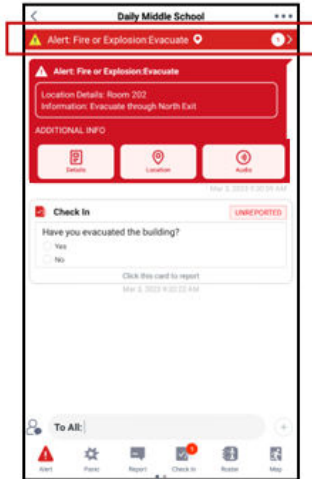 Daily Middle School
Alert: Fire or Explosion:Evacuate
1
Alert: Fire or Explosion:Evacuate
Location Details: Room 202
Information: Evacuate through North Exit
ADDITIONAL INFO
Details
Location
Audio
Check In
UNREPORTED
Have you evacuated the building?
Yes
No
Click this card to report
To All:
Alert
Panic
Report
Check In
Roster
Map